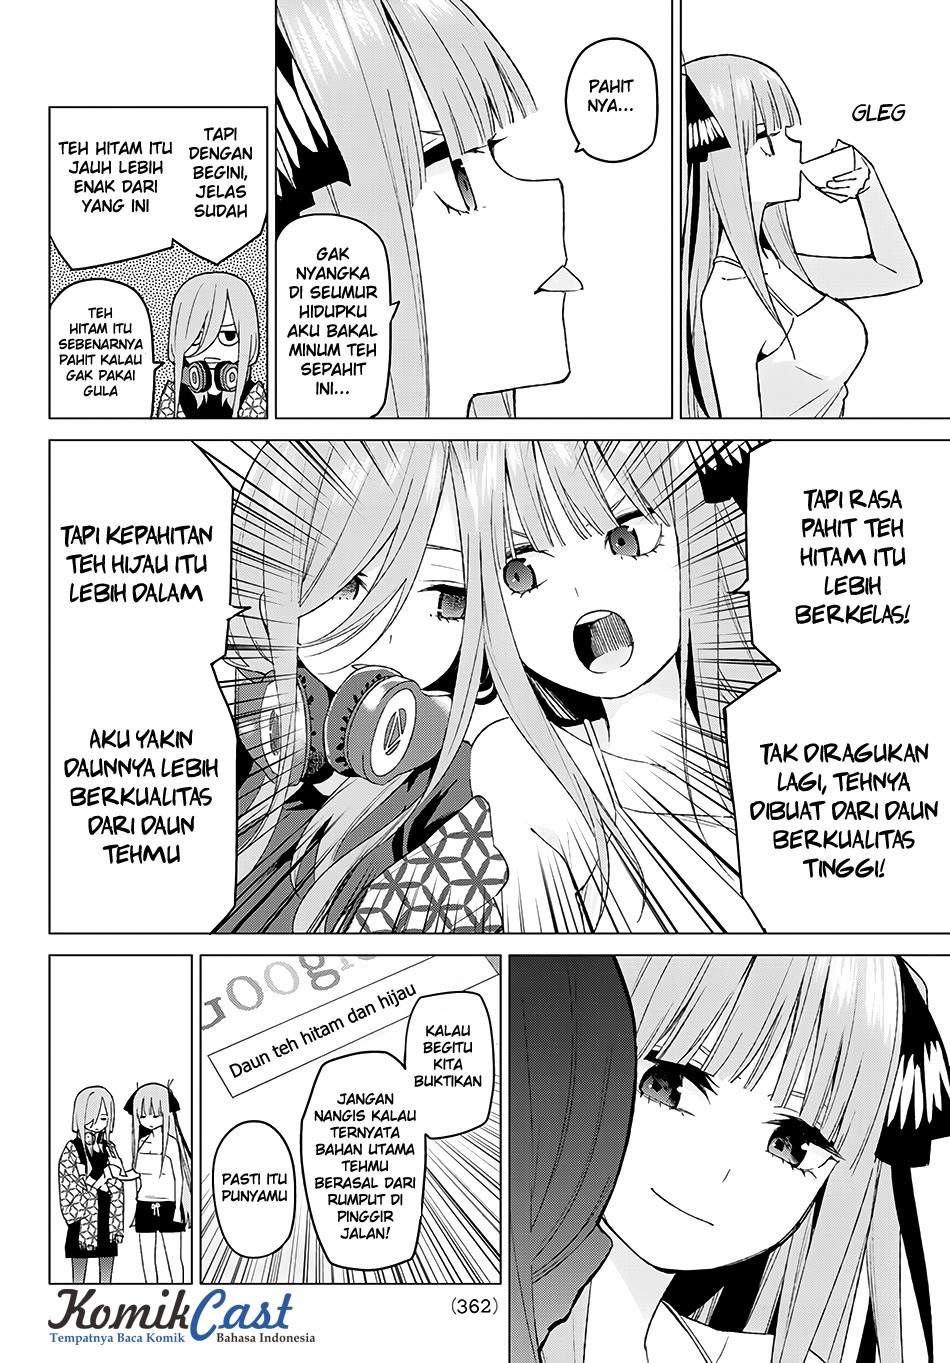 GLEG
PAHIT
NYA...
GAK
NYANGKA
DI SEUMUR
HIDUPKU
AKU BAKAL
MINUM TEH
SEPAHIT
INI...
TAPI
DENGAN
BEGINI,
JELAS
SUDAH
TEH HITAM ITU
JAUH LEBIH
ENAK DARI
YANG INI
TEH
HITAM ITU
SEBENARNYA
PAHIT KALAU
GAK PAKAI
GULA
TAPI RASA
PAHIT TEH
HITAM ITU
LEBIH
BERKELAS!
TAK DIRAGUKAN
LAGI, TEHNYA
DIBUAT DARI DAUN
BERKUALITAS
TINGGI!
TAPI KEPAHITAN
TEH HIJAU ITU
LEBIH DALAM
AKU YAKIN
DAUNNYA LEBIH
BERKUALITAS
DARI DAUN
TEHMU
KALAU
BEGITU
KITA
BUKTIKAN
JANGAN
NANGIS KALAU
TERNYATA
BAHAN UTAMA
TEHMU
BERASAL DARI
RUMPUT DI
PINGGIR
JALAN!
Google
Daun teh hitam dan hijau
PASTI ITU
PUNYAMU
(362)
KomikCast
Tempatnya Baca Komik Bahasa Indonesia